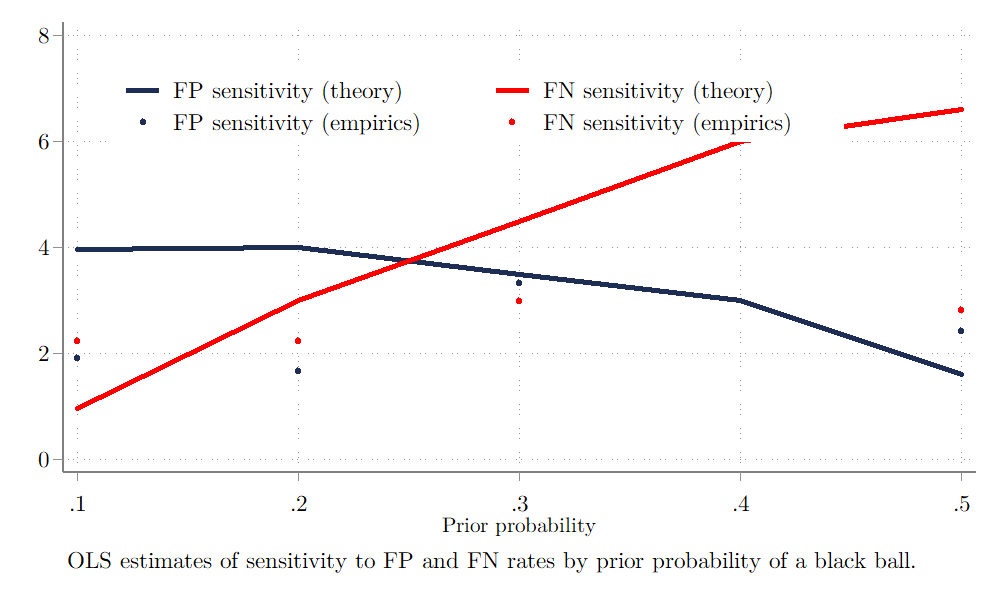 8
6
4
2
0
FP sensitivity (theory)
FN sensitivity (theory)
FP sensitivity (empirics)
FN sensitivity (empirics)
.1 .2 .3 .4 .5
Prior probability
OLS estimates of sensitivity to FP and FN rates by prior probability of a black ball.